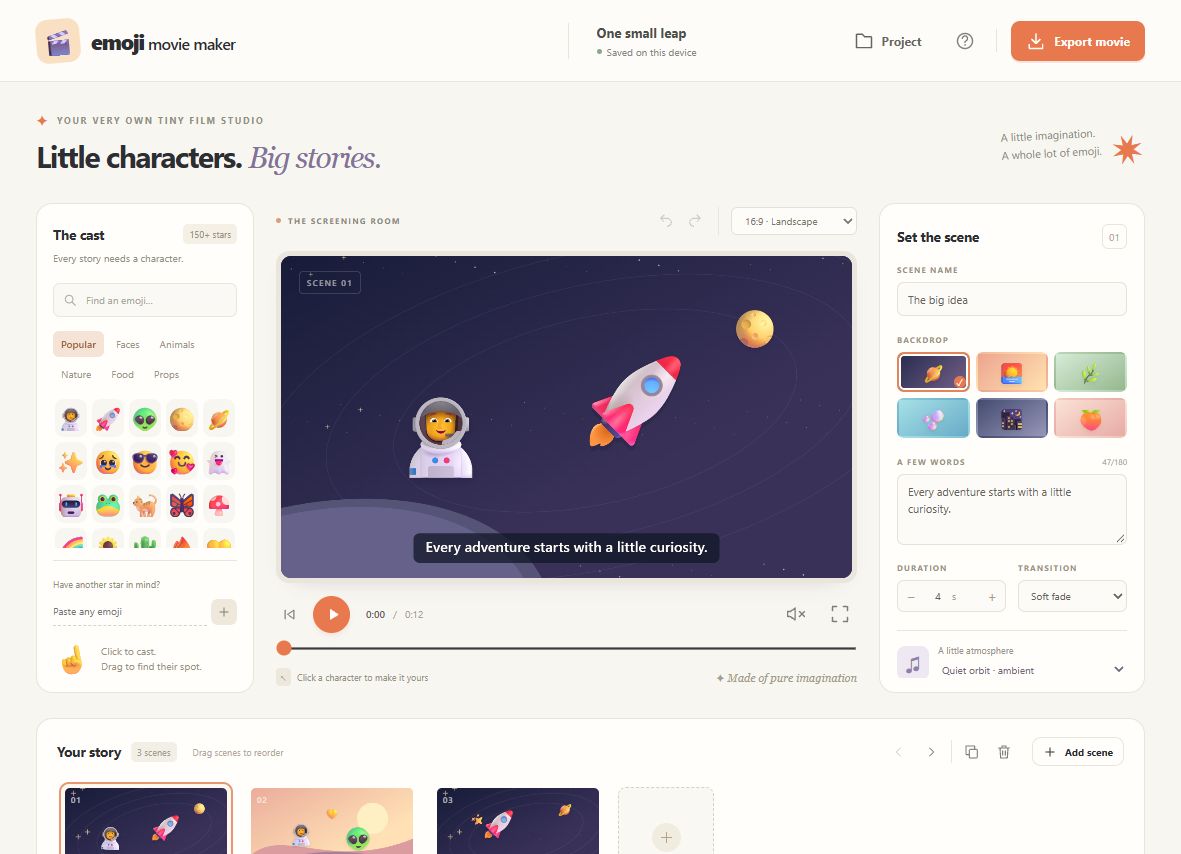 emoji movie maker
One small leap
Saved on this device
Project
Export movie
YOUR VERY OWN TINY FILM STUDIO
Little characters. Big stories.
A little imagination.
A whole lot of emoji.
The cast
150+ stars
Every story needs a character.
Find an emoji...
Popular
Faces
Animals
Nature
Food
Props
Have another star in mind?
Paste any emoji
Click to cast.
Drag to find their spot.
THE SCREENING ROOM
16:9 · Landscape
SCENE 01
Every adventure starts with a little curiosity.
0:00 / 0:12
Click a character to make it yours
Made of pure imagination
Set the scene
01
SCENE NAME
The big idea
BACKDROP
A FEW WORDS
47/180
Every adventure starts with a little
curiosity.
DURATION
TRANSITION
4 s
Soft fade
A little atmosphere
Quiet orbit · ambient
Your story
3 scenes
Drag scenes to reorder
Add scene
01
02
03